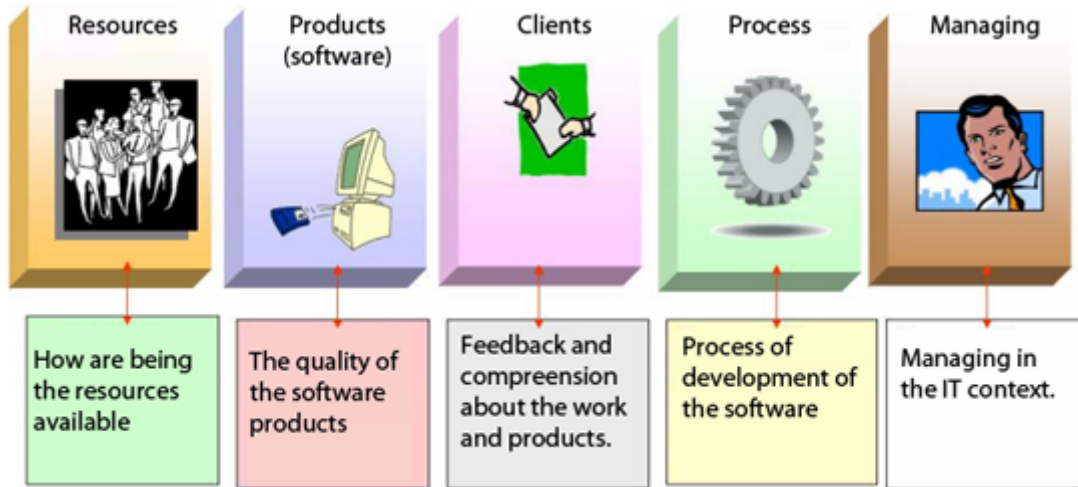 Resources
Products
(software)
Clients
Process
Managing
How are being
the resources
available
The quality of
the software
products
Feedback and
compreension
about the work
and products.
Process of
development of
the software
Managing in
the IT context.